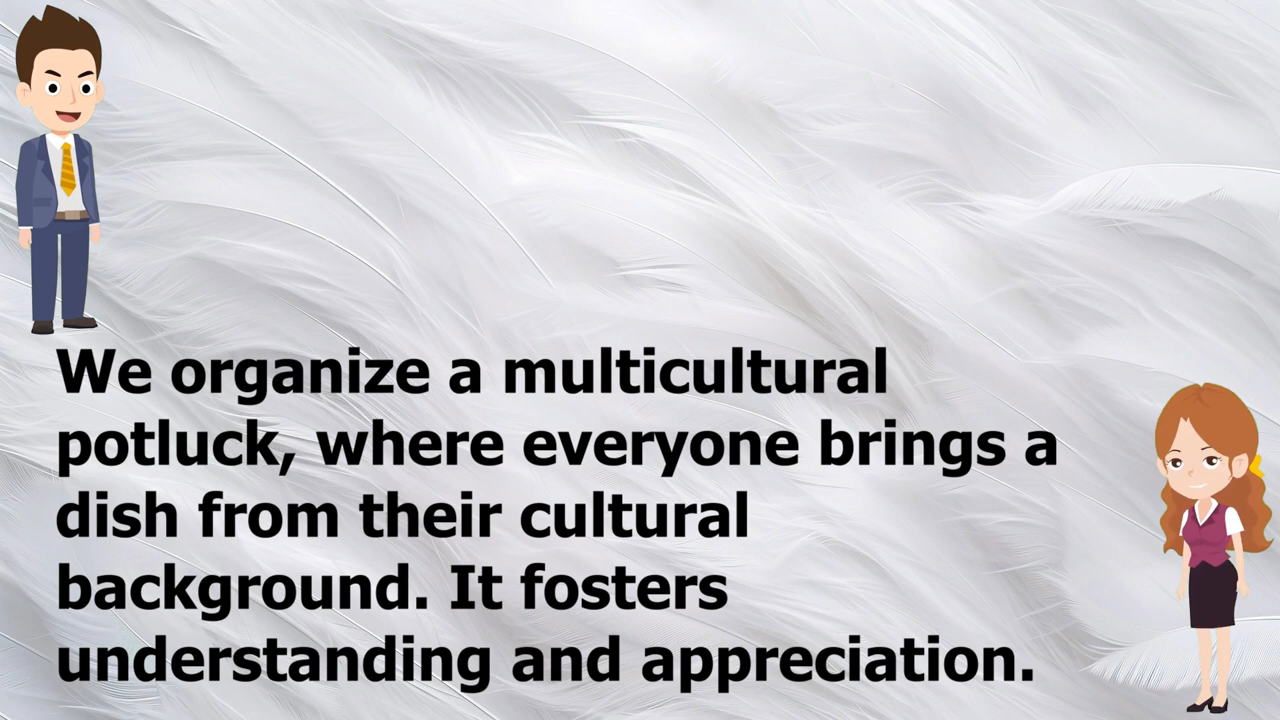 We organize a multicultural
potluck, where everyone brings a
dish from their cultural
background. It fosters
understanding and appreciation.